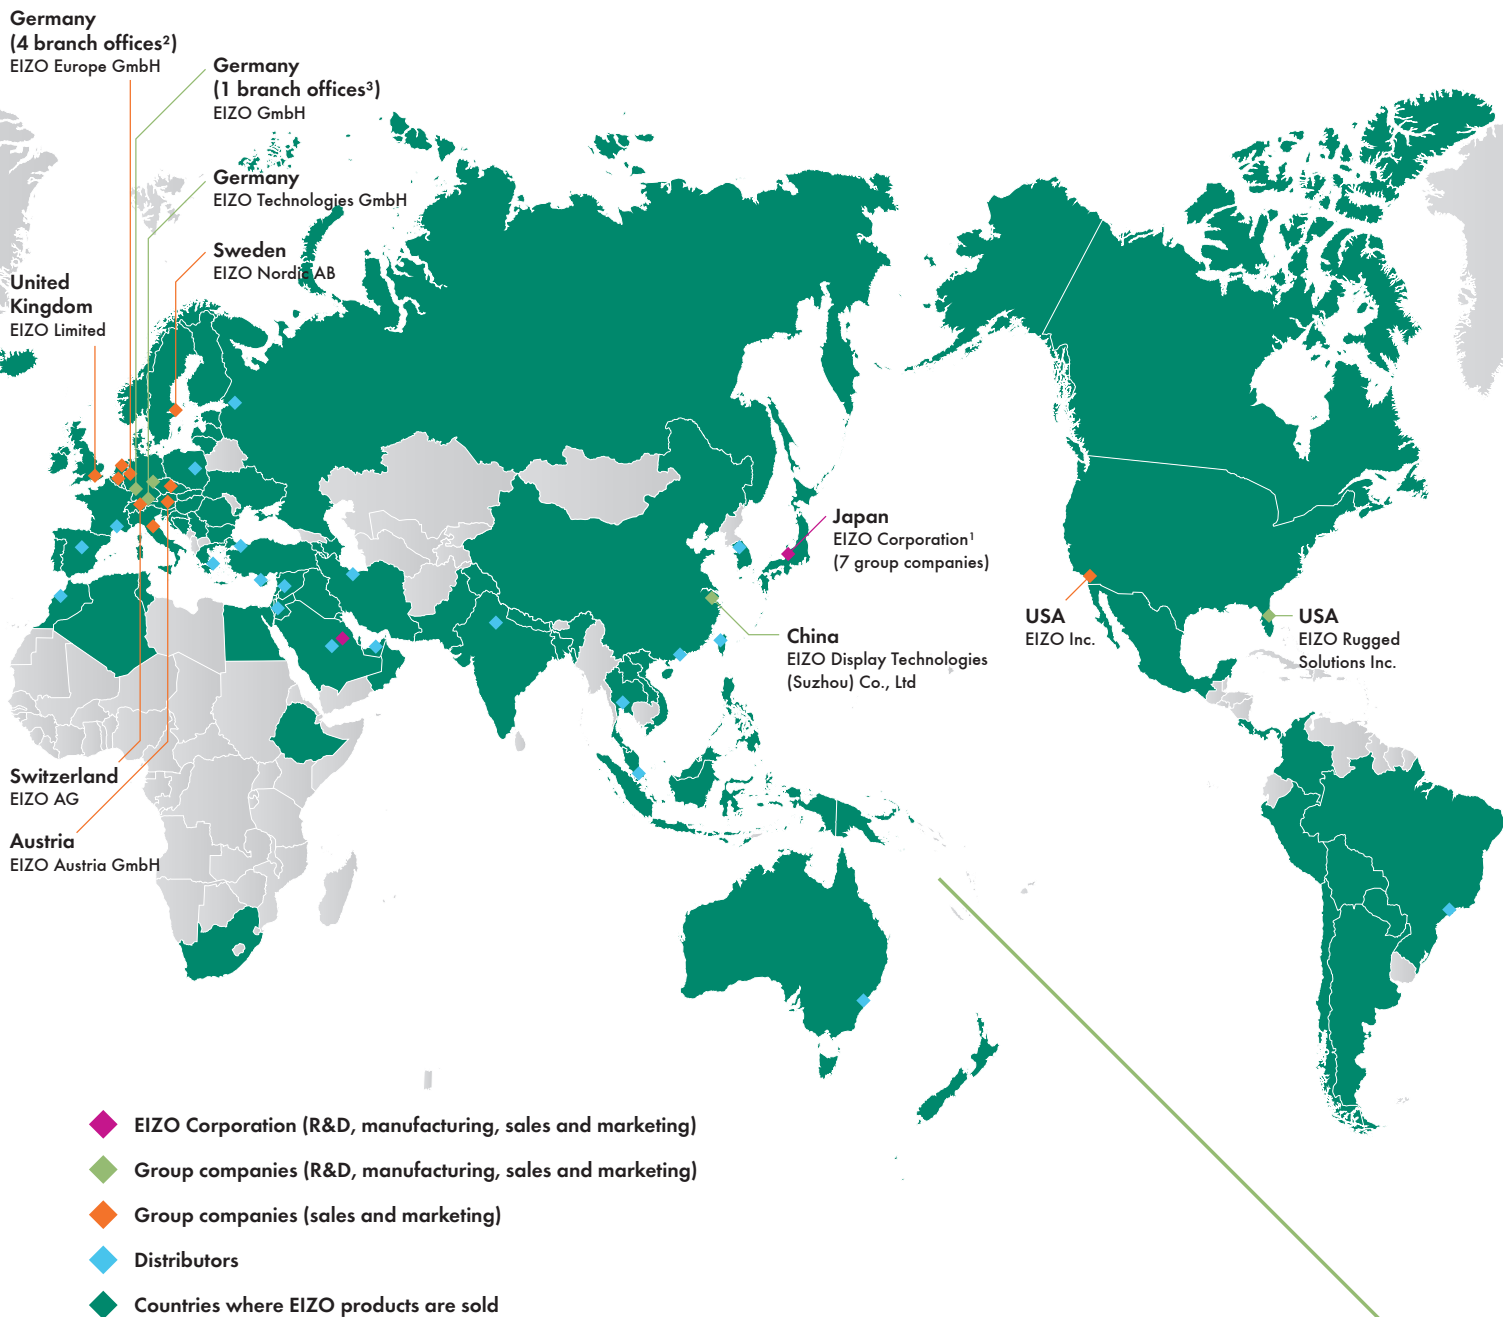 Germany
(4 branch offices²)
EIZO Europe GmbH
Germany
(1 branch offices³)
EIZO GmbH
Germany
EIZO Technologies GmbH
Sweden
EIZO Nordic AB
United
Kingdom
EIZO Limited
Japan
EIZO Corporation¹
(7 group companies)
China
EIZO Display Technologies
(Suzhou) Co., Ltd
USA
EIZO Inc.
USA
EIZO Rugged
Solutions Inc.
Switzerland
EIZO AG
Austria
EIZO Austria GmbH
EIZO Corporation (R&D, manufacturing, sales and marketing)
Group companies (R&D, manufacturing, sales and marketing)
Group companies (sales and marketing)
Distributors
Countries where EIZO products are sold